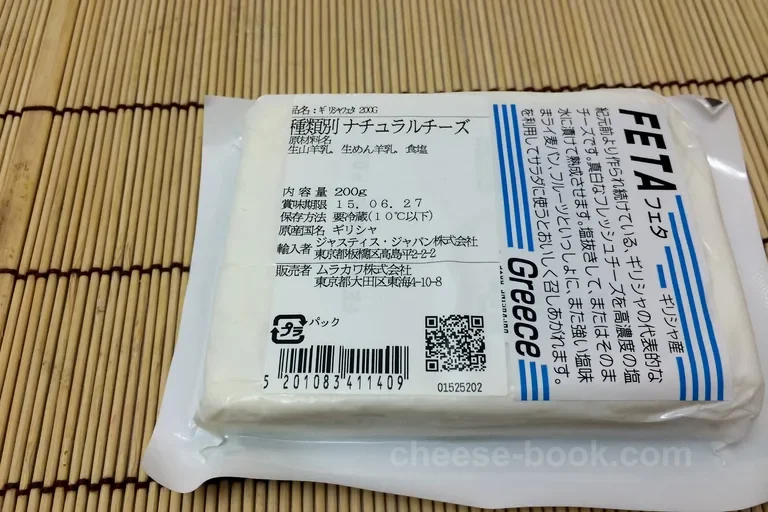 品名：ギリシャフェタ 200G
種類別 ナチュラルチーズ
原材料名
生山羊乳、生めん羊乳、食塩
内容量 200g
賞味期限 15.06.27
保存方法 要冷蔵(10℃以下)
原産国名 ギリシャ
輸入者 ジャスティス・ジャパン株式会社
東京都板橋区高島平2-2-2
販売者 ムラカワ株式会社
東京都大田区東海4-10-8
プラ
パック
5 201083 411409
01525202
FETA フェタ ギリシャ産
紀元前より作られ続けている、ギリシャの代表的な
チーズです。真白なフレッシュチーズを高濃度の塩
水に漬けて熟成させます。塩抜きして、またはそのま
まライ麦パン、フルーツといっしょに、また強い塩味
を利用してサラダに使うとおいしく召しあがれます。
Greece
cheese-book.com